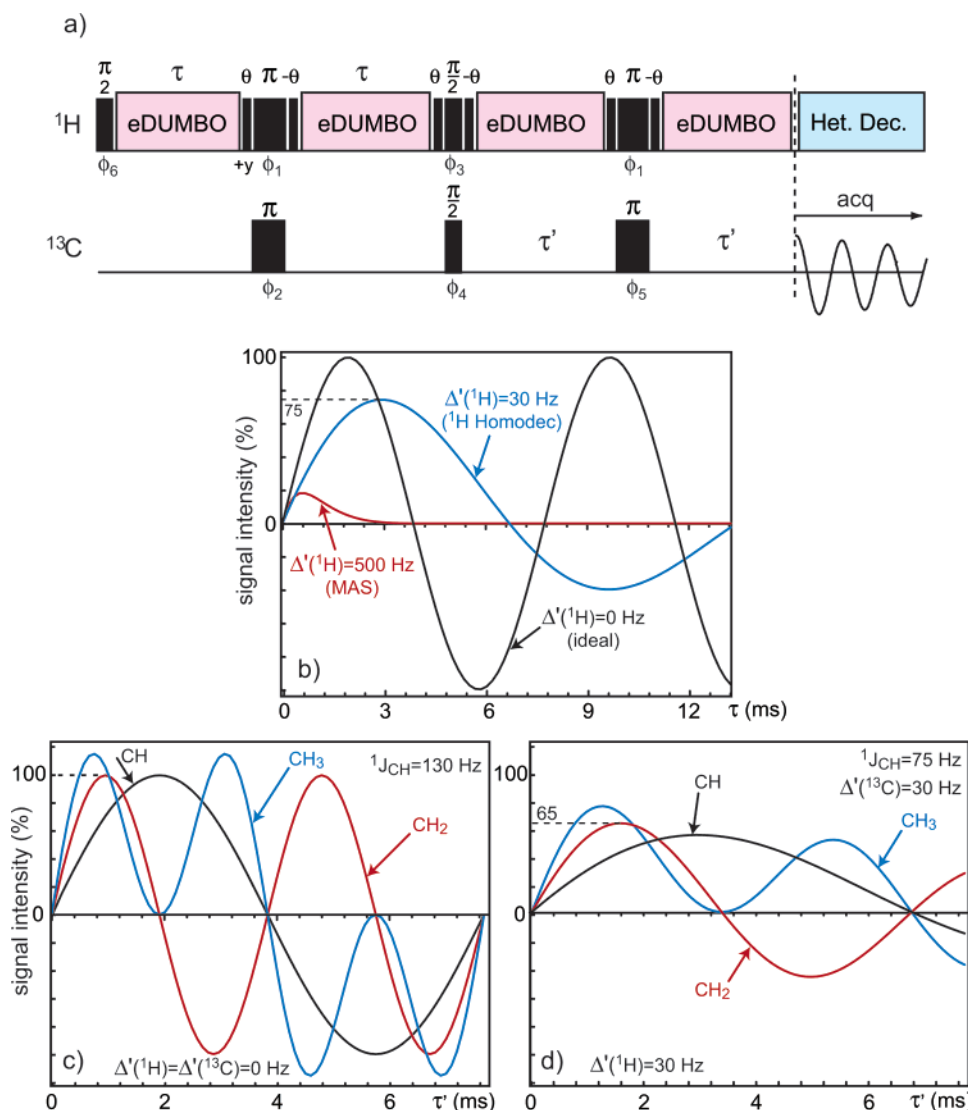 a)
π/2 τ θ π -θ τ θ π/2 -θ θ π -θ
¹H eDUMBO eDUMBO eDUMBO eDUMBO Het. Dec.
ϕ₆ +y ϕ₁ ϕ₃ ϕ₁
π π/2 τ' π τ' acq
¹³C
ϕ₂ ϕ₄ ϕ₅
signal intensity (%)
100
75
0
Δ'(¹H)=30 Hz
(¹H Homodec)
Δ'(¹H)=500 Hz
(MAS)
Δ'(¹H)=0 Hz
(ideal)
b)
0 3 6 9 12 τ (ms)
signal intensity (%)
100
0
CH
CH₃
¹J_CH=130 Hz
CH₂
c)
Δ'(¹H)=Δ'(¹³C)=0 Hz
0 2 4 6 τ' (ms)
100
65
0
¹J_CH=75 Hz
Δ'(¹³C)=30 Hz
CH
CH₃
CH₂
d)
Δ'(¹H)=30 Hz
0 2 4 6 τ' (ms)